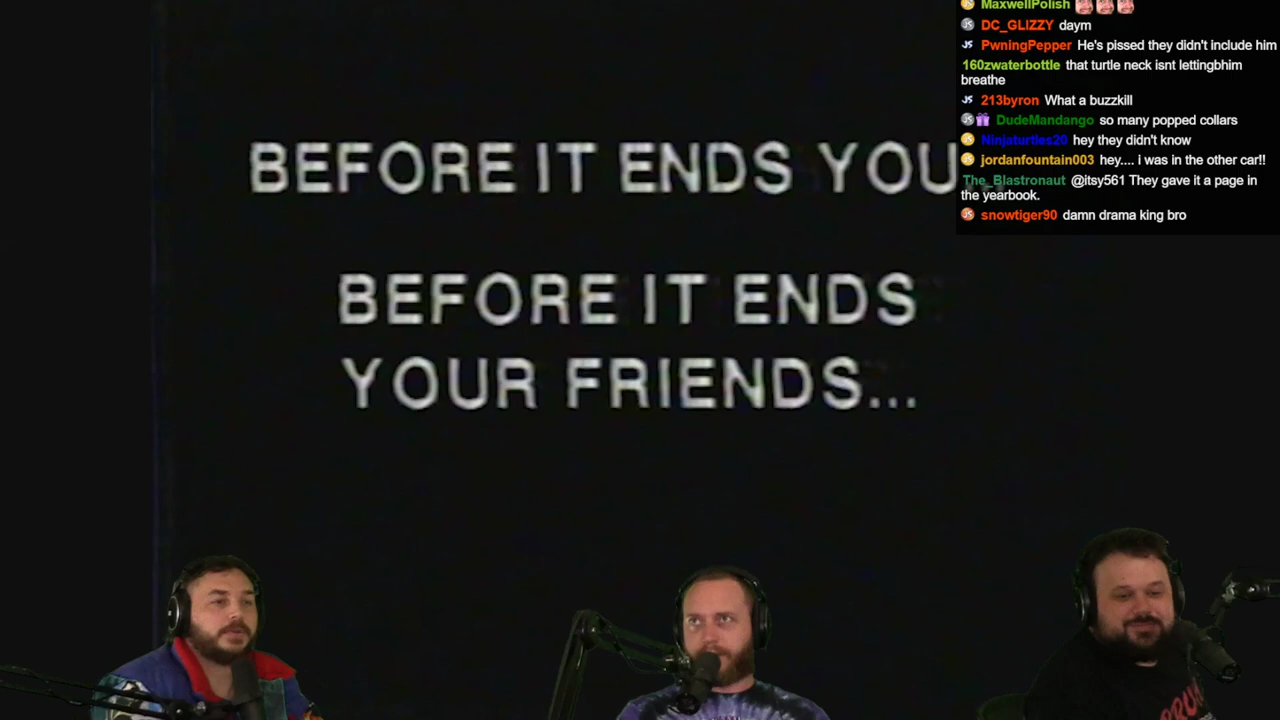 MaxwellPolish
DC_GLIZZY daym
PwningPepper He's pissed they didn't include him
160zwaterbottle that turtle neck isnt lettingbhim
breathe
213byron What a buzzkill
DudeMandango so many popped collars
Ninjaturtles20 hey they didn't know
jordanfountain003 hey.... i was in the other car!!
The_Blastronaut @itsy561 They gave it a page in
the yearbook.
snowtiger90 damn drama king bro
BEFORE IT ENDS YOU...
BEFORE IT ENDS
YOUR FRIENDS...